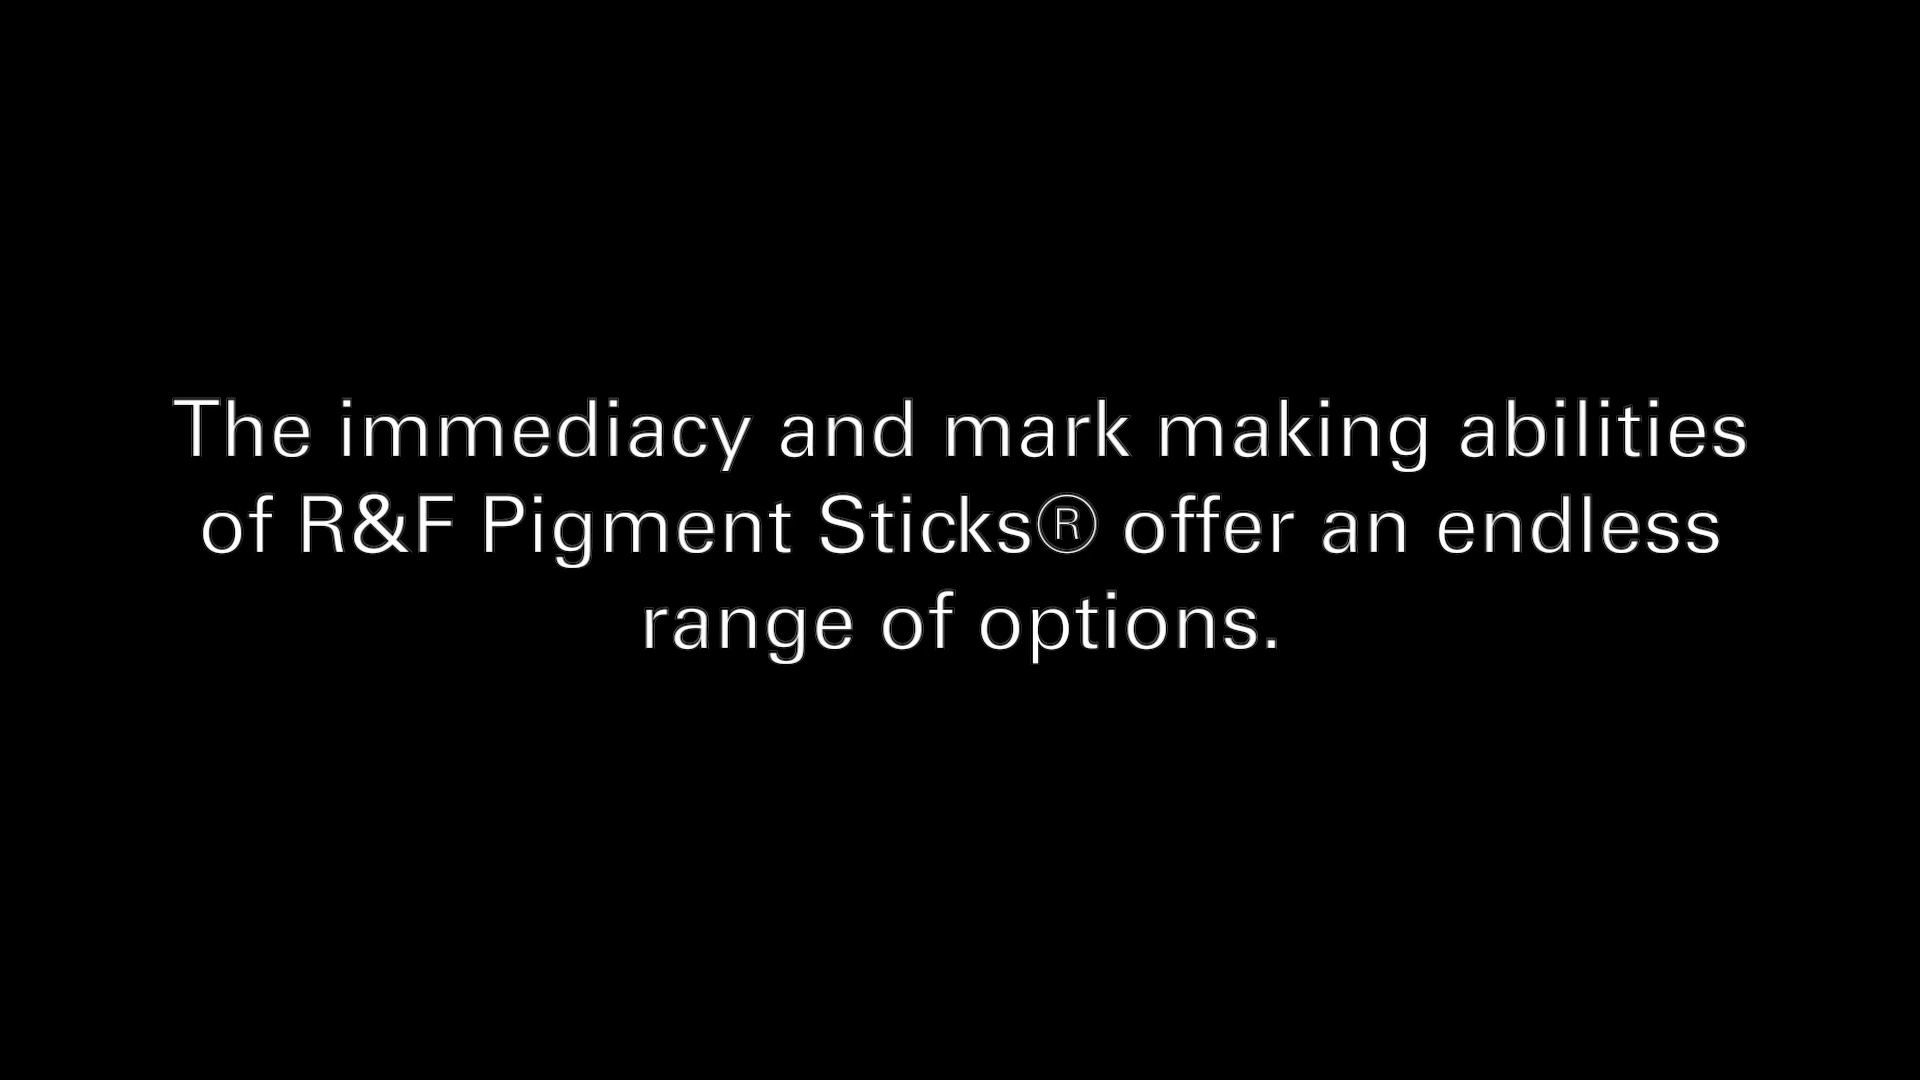 The immediacy and mark making abilities
of R&F Pigment Sticks® offer an endless
range of options.